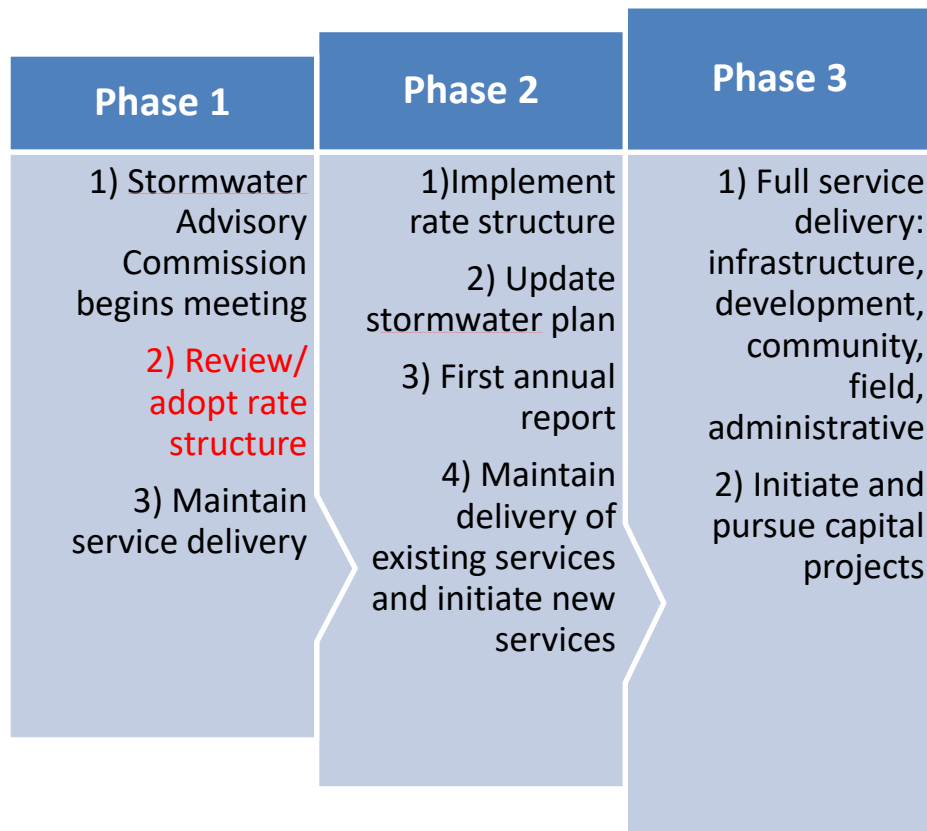 Phase 1
1) Stormwater
Advisory
Commission
begins meeting
2) Review/
adopt rate
structure
3) Maintain
service delivery
Phase 2
1)Implement
rate structure
2) Update
stormwater plan
3) First annual
report
4) Maintain
delivery of
existing services
and initiate new
services
Phase 3
1) Full service
delivery:
infrastructure,
development,
community,
field,
administrative
2) Initiate and
pursue capital
projects